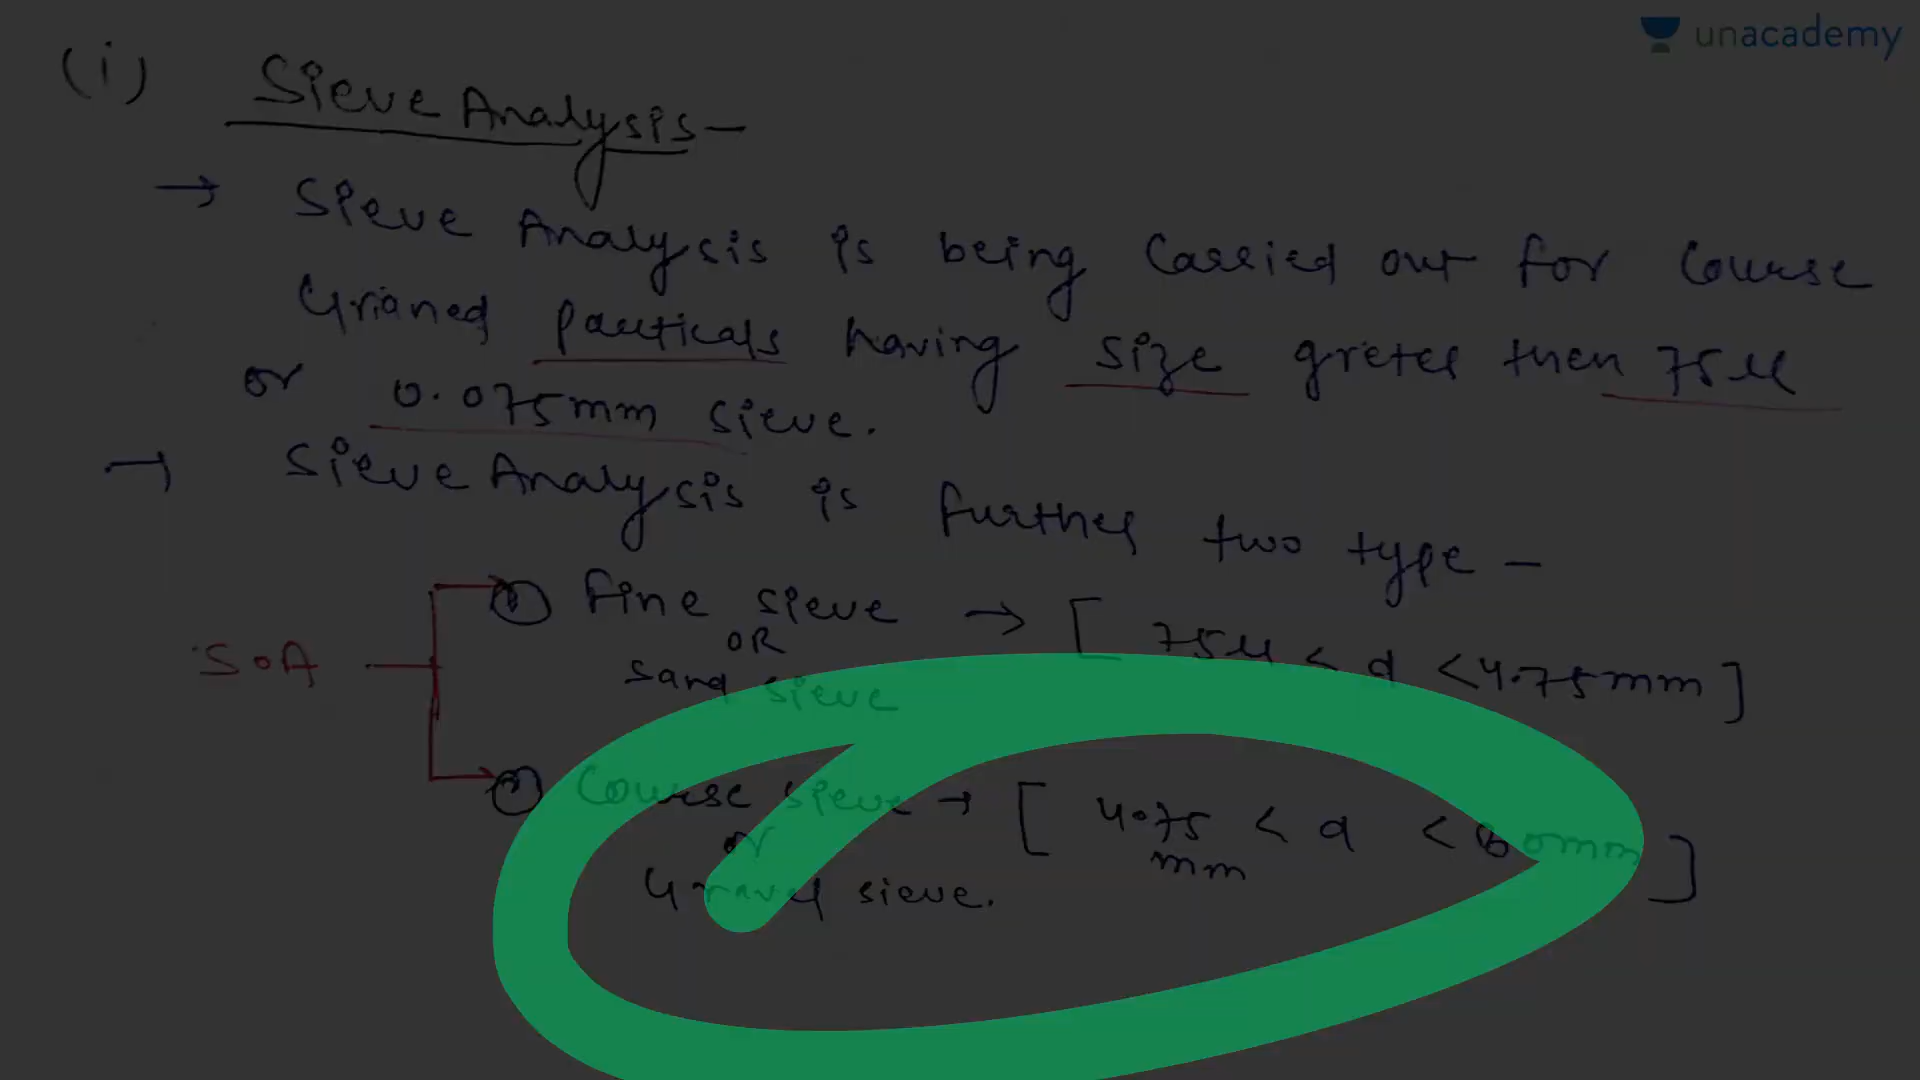 unacademy
(i) Sieve Analysis-
→ Sieve Analysis is being Carried out for Course
Grianed particals having size greter then 75μ
or 0.075mm sieve.
→ Sieve Analysis is further two type -
① Fine sieve → [ 75μ < d < 4.75mm ]
OR
sand sieve
S.A
Course sieve → [ 4.75 mm < d < 80mm ]
or
Gravel sieve.